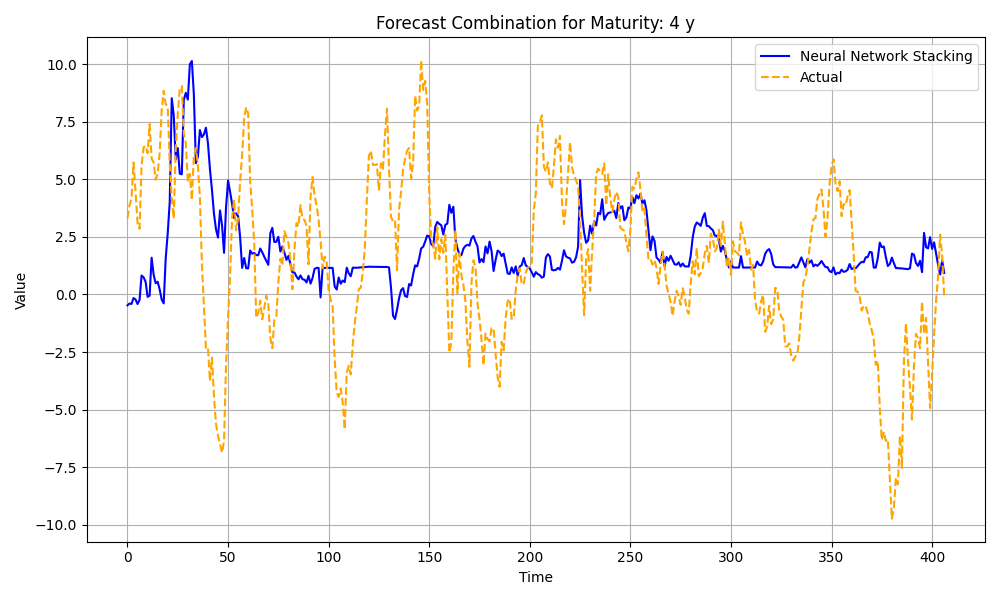 Forecast Combination for Maturity: 4 y
Neural Network Stacking
Actual
Value
10.0
7.5
5.0
2.5
0.0
−2.5
−5.0
−7.5
−10.0
0 50 100 150 200 250 300 350 400
Time